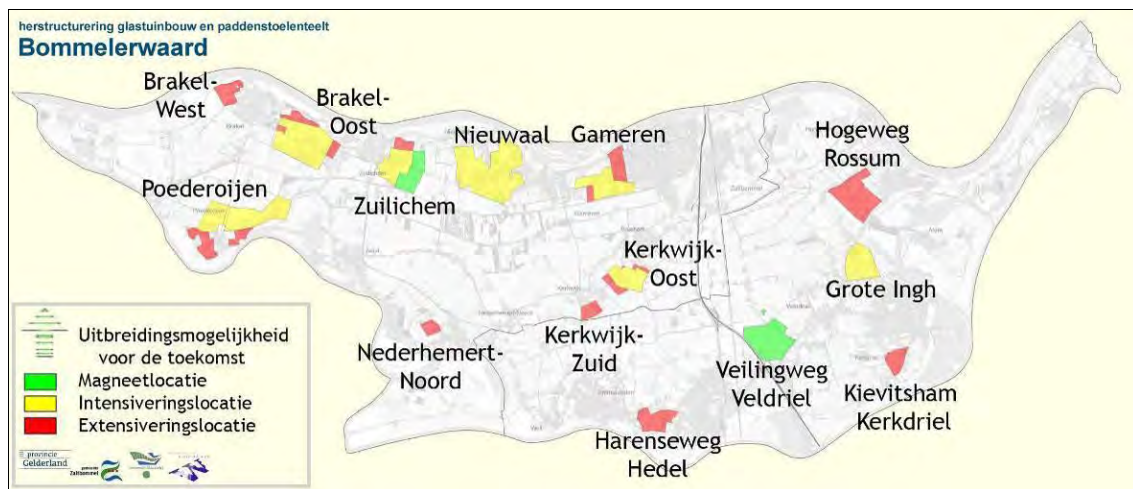 herstructurering glastuinbouw en paddenstoelenteelt
Bommelerwaard
Brakel-
West
Brakel-
Oost
Nieuwaal
Gameren
Hogeweg
Rossum
Poederoijen
Zuilichem
Kerkwijk-
Oost
Grote Ingh
Nederhemert-
Noord
Kerkwijk-
Zuid
Veilingweg
Veldriel
Kievitsham
Kerkdriel
Harenseweg
Hedel
Uitbreidingsmogelijkheid
voor de toekomst
Magneetlocatie
Intensiveringslocatie
Extensiveringslocatie
provincie
Gelderland
gemeente
Zaltbommel